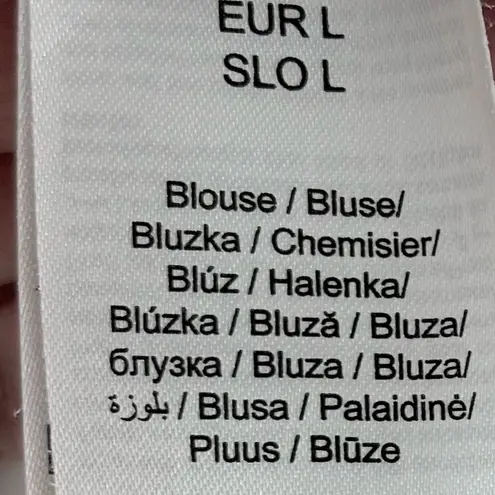 EUR L
SLO L
Blouse / Bluse/
Bluzka / Chemisier/
Blúz / Halenka/
Blúzka / Bluză / Bluza/
блузка / Bluza / Bluza/
بلوزة / Blusa / Palaidinė/
Pluus / Blūze